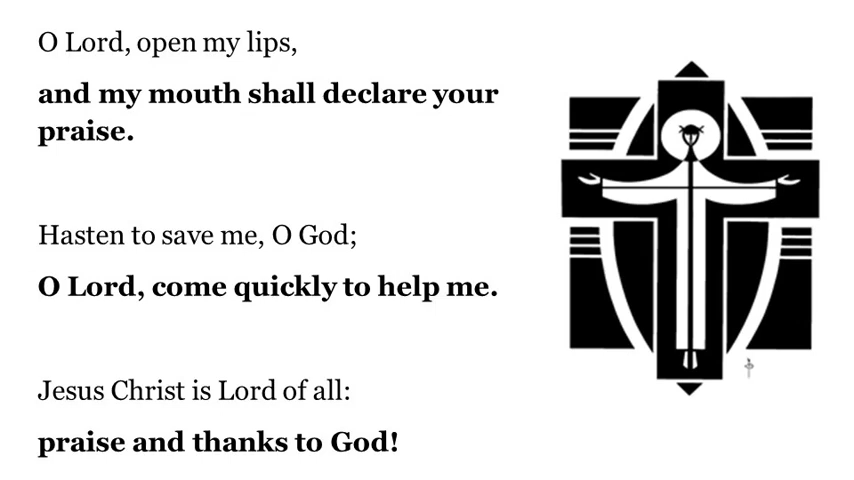 O Lord, open my lips,
and my mouth shall declare your
praise.
Hasten to save me, O God;
O Lord, come quickly to help me.
Jesus Christ is Lord of all:
praise and thanks to God!